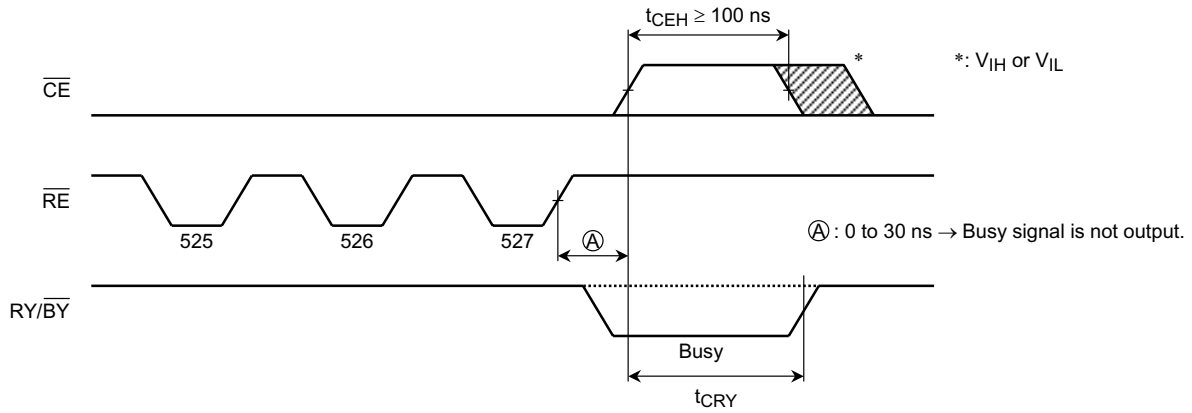 tCEH ≥ 100 ns
*
*: VIH or VIL
CE
RE
525
526
527
A
A : 0 to 30 ns → Busy signal is not output.
RY/BY
Busy
tCRY